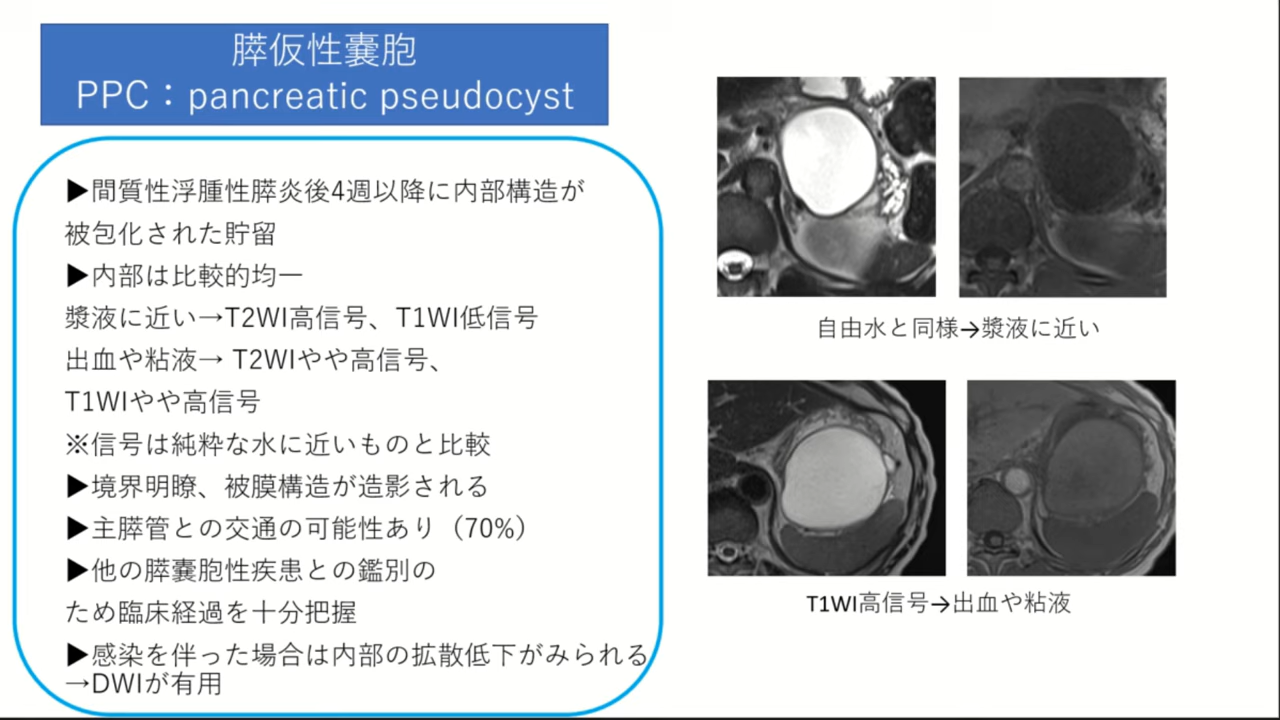 膵仮性嚢胞
PPC：pancreatic pseudocyst
▶間質性浮腫性膵炎後4週以降に内部構造が
被包化された貯留
▶内部は比較的均一
漿液に近い→T2WI高信号、T1WI低信号
出血や粘液→ T2WIやや高信号、
T1WIやや高信号
※信号は純粋な水に近いものと比較
▶境界明瞭、被膜構造が造影される
▶主膵管との交通の可能性あり（70%）
▶他の膵嚢胞性疾患との鑑別の
ため臨床経過を十分把握
▶感染を伴った場合は内部の拡散低下がみられる
→DWIが有用
自由水と同様→漿液に近い
T1WI高信号→出血や粘液